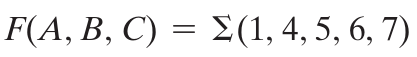 F(A, B, C) = Σ(1, 4, 5, 6, 7)